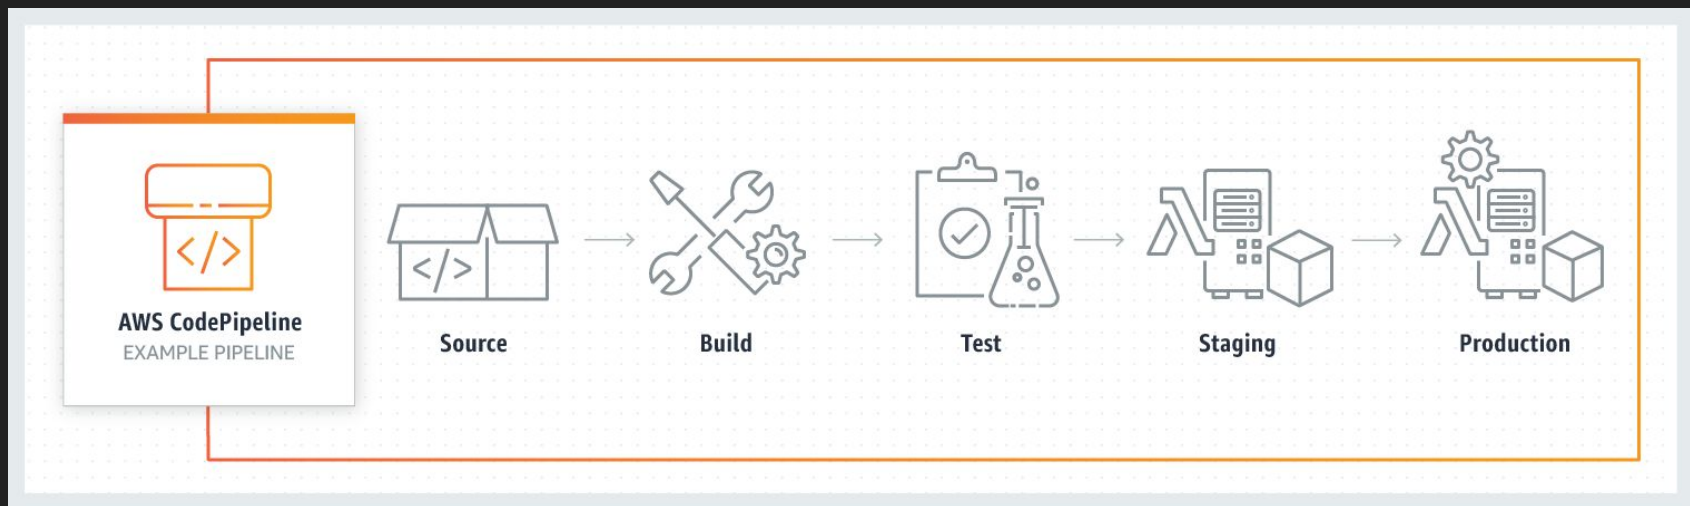 AWS CodePipeline
EXAMPLE PIPELINE
</>
</>
Source
Build
Test
Staging
Production